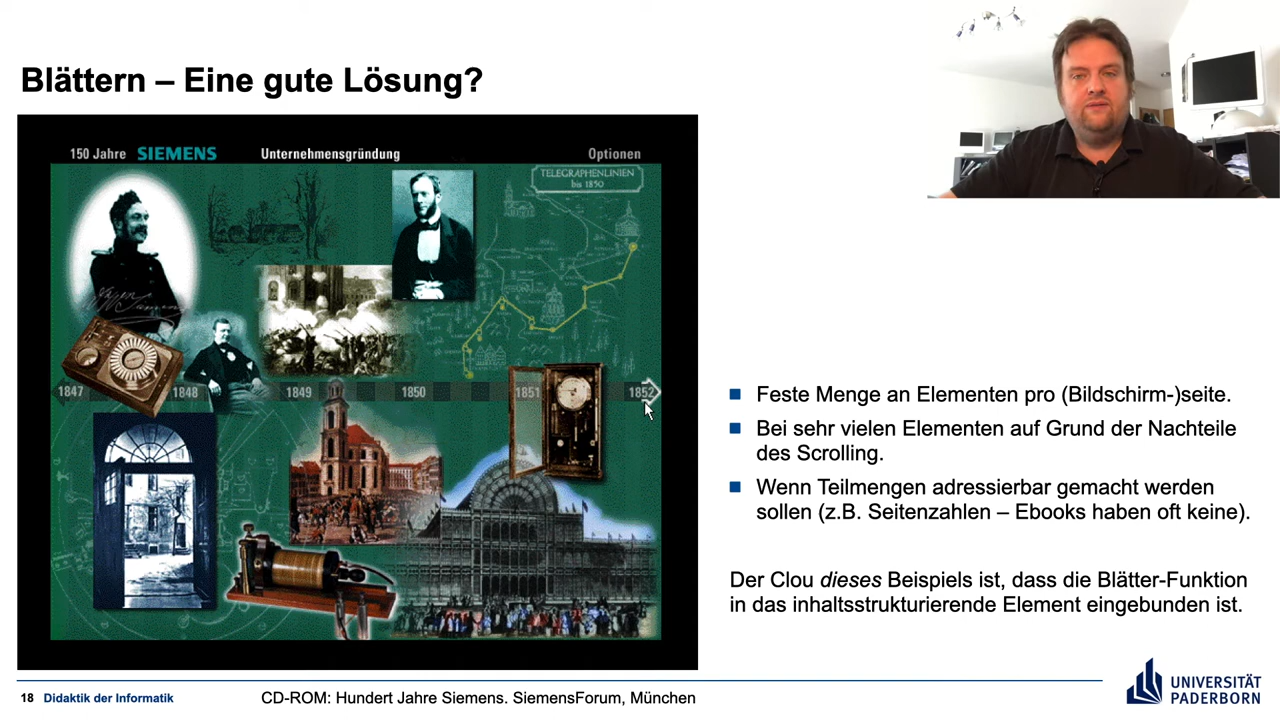 Blättern – Eine gute Lösung?
150 Jahre SIEMENS Unternehmensgründung Optionen
TELEGRAPHENLINIEN
bis 1850
1847 1848 1849 1850 1851 1852
Feste Menge an Elementen pro (Bildschirm-)seite.
Bei sehr vielen Elementen auf Grund der Nachteile
des Scrolling.
Wenn Teilmengen adressierbar gemacht werden
sollen (z.B. Seitenzahlen – Ebooks haben oft keine).
Der Clou dieses Beispiels ist, dass die Blätter-Funktion
in das inhaltsstrukturierende Element eingebunden ist.
18 Didaktik der Informatik CD-ROM: Hundert Jahre Siemens. SiemensForum, München
UNIVERSITÄT
PADERBORN